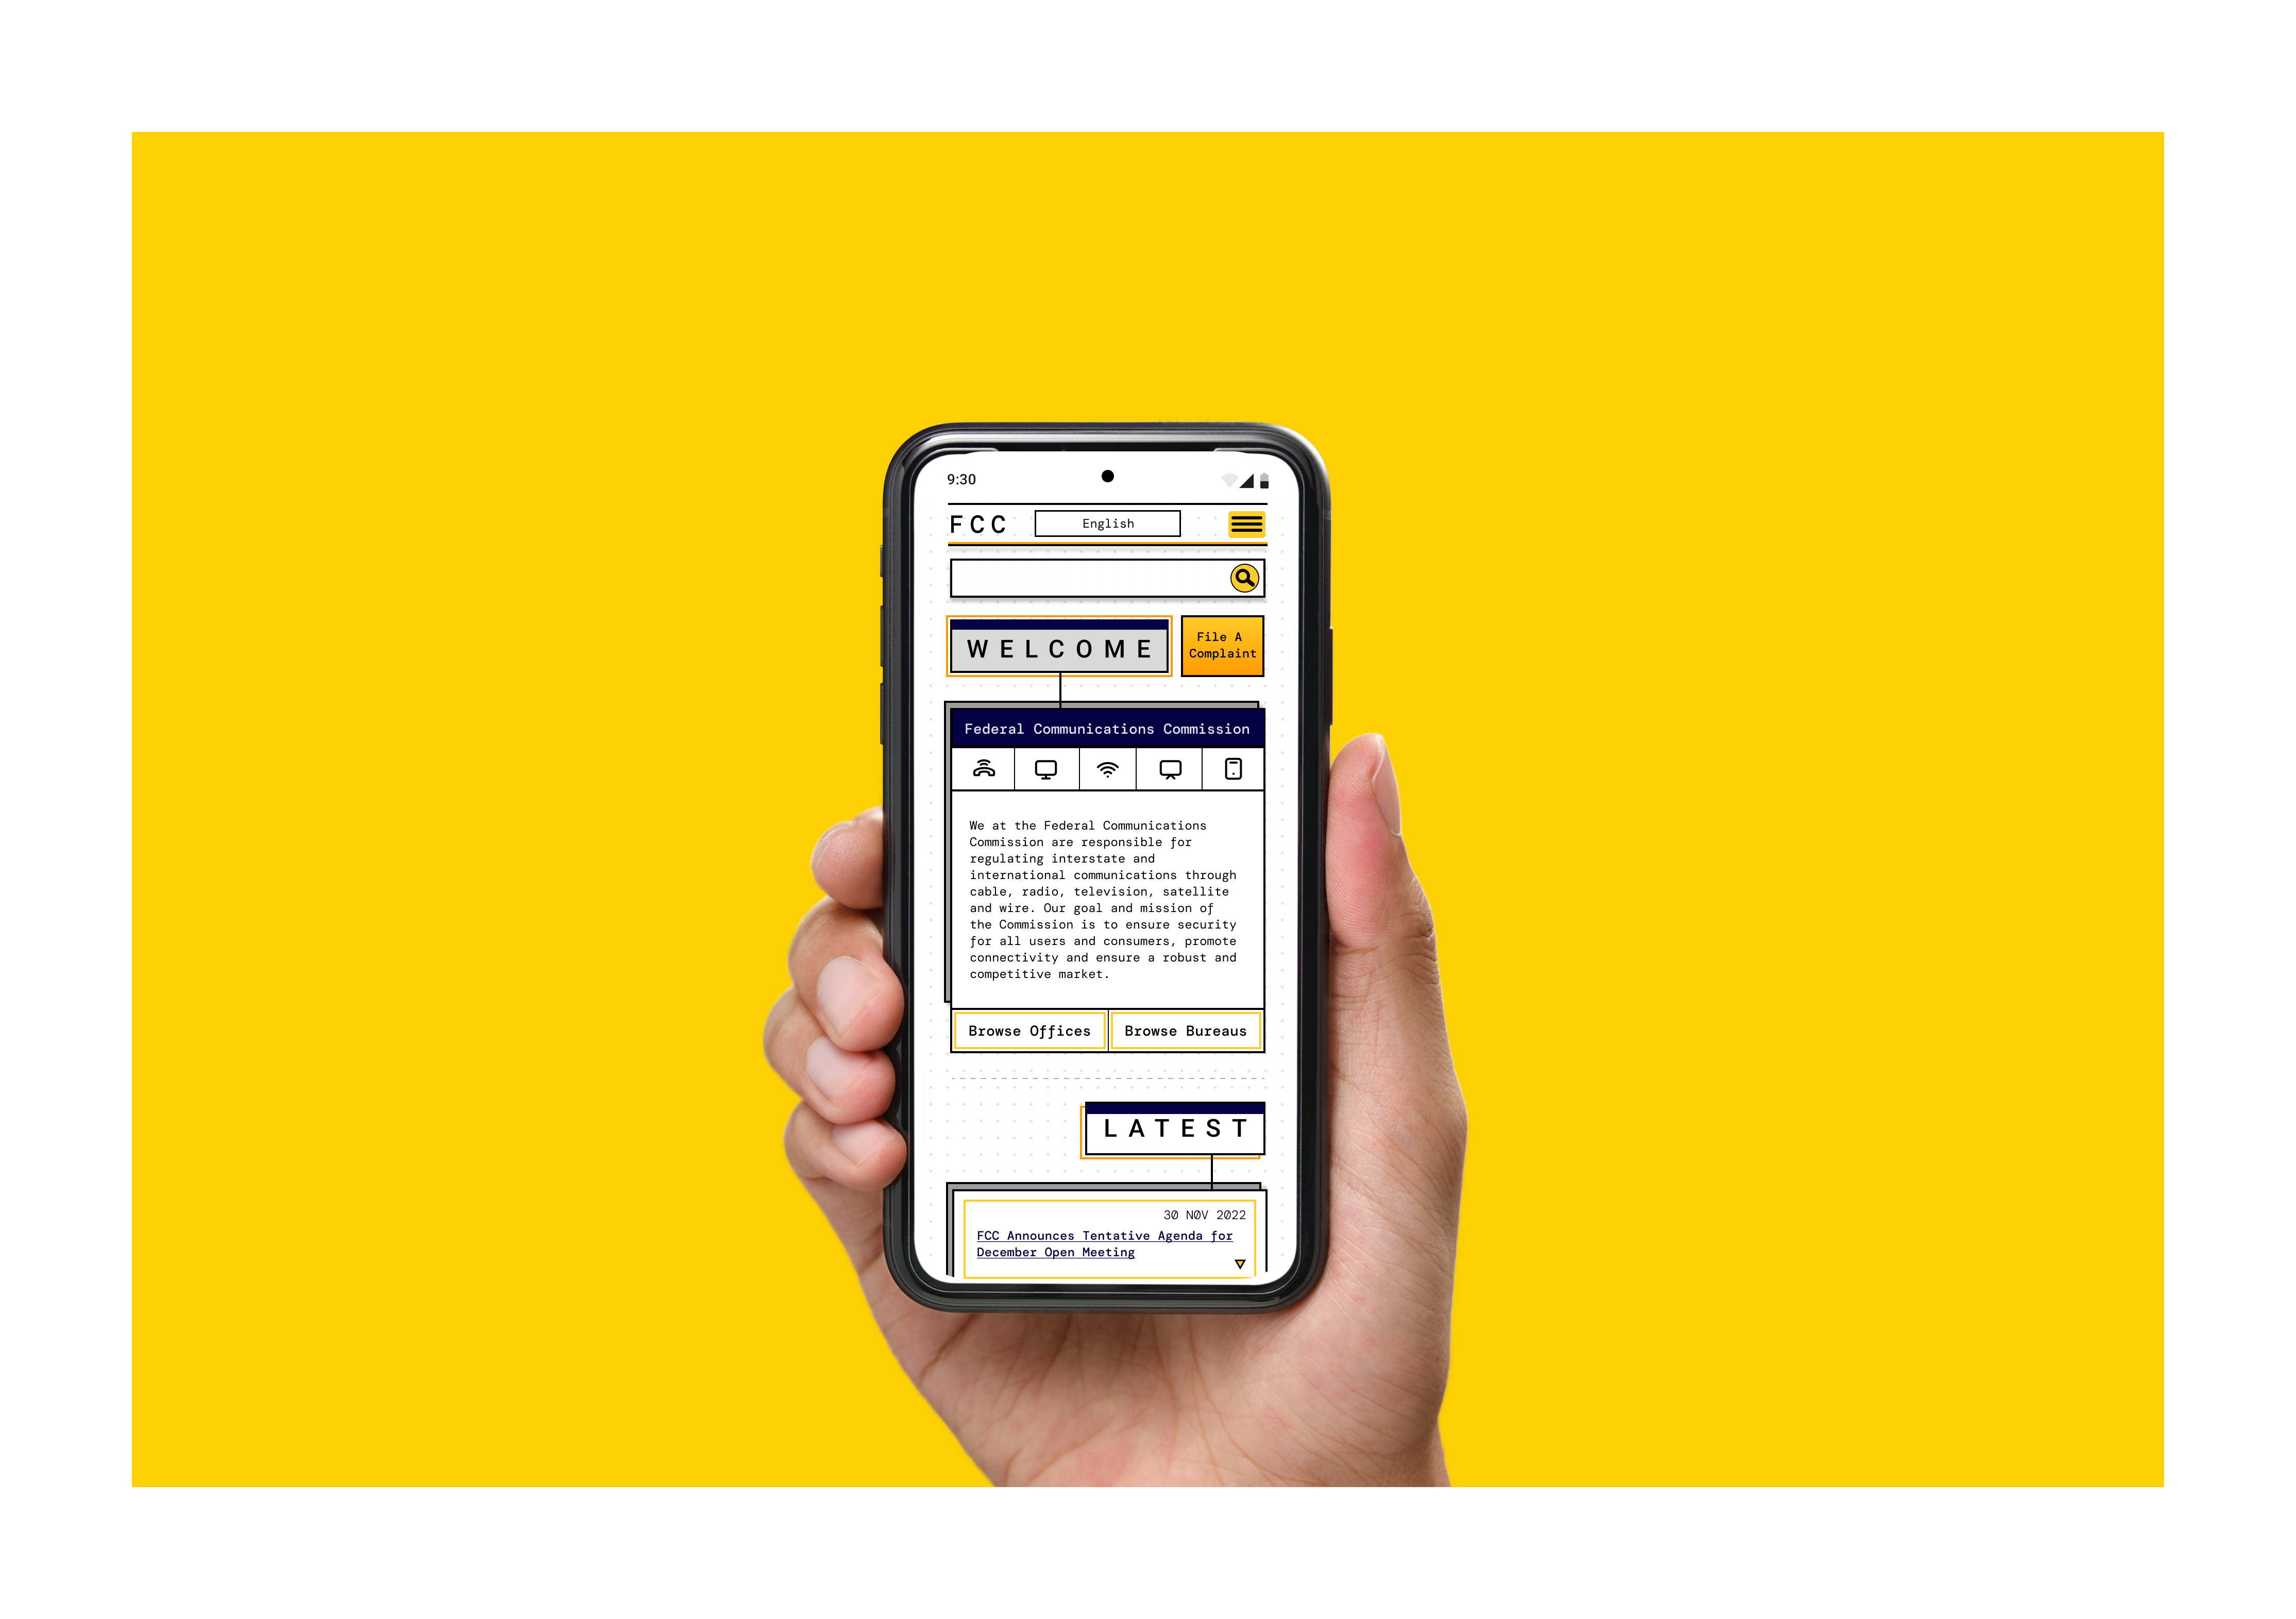 9:30
FCC
English
WELCOME
File A
Complaint
Federal Communications Commission
We at the Federal Communications
Commission are responsible for
regulating interstate and
international communications through
cable, radio, television, satellite
and wire. Our goal and mission of
the Commission is to ensure security
for all users and consumers, promote
connectivity and ensure a robust and
competitive market.
Browse Offices
Browse Bureaus
LATEST
30 NOV 2022
FCC Announces Tentative Agenda for
December Open Meeting